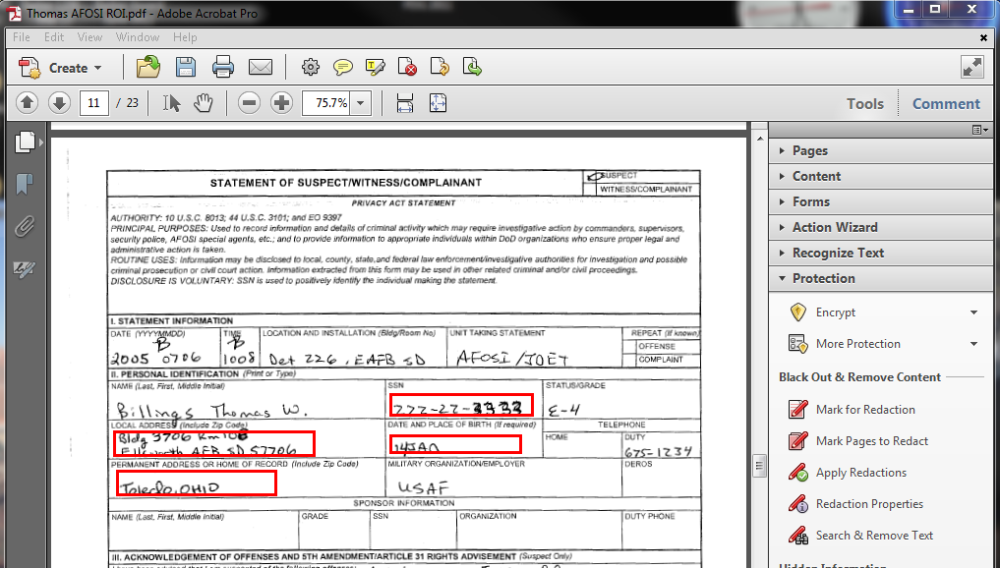 Thomas AFOSI ROI.pdf - Adobe Acrobat Pro
File Edit View Window Help
Create
11 / 23 75.7% Tools Comment
STATEMENT OF SUSPECT/WITNESS/COMPLAINANT
SUSPECT
WITNESS/COMPLAINANT
PRIVACY ACT STATEMENT
AUTHORITY: 10 U.S.C. 8013; 44 U.S.C. 3101; and EO 9397
PRINCIPAL PURPOSES: Used to record information and details of criminal activity which may require investigative action by commanders, supervisors,
security police, AFOSI special agents, etc.; and to provide information to appropriate individuals within DoD organizations who ensure proper legal and
administrative action is taken.
ROUTINE USES: Information may be disclosed to local, county, state,and federal law enforcement/investigative authorities for investigation and possible
criminal prosecution or civil court action. Information extracted from this form may be used in other related criminal and/or civil proceedings.
DISCLOSURE IS VOLUNTARY: SSN is used to positively identify the individual making the statement.
I. STATEMENT INFORMATION
DATE (YYYYMMDD) TIME LOCATION AND INSTALLATION (Bldg/Room No) UNIT TAKING STATEMENT REPEAT (If known)
B B
OFFENSE
2005 0706 1008 Det 226, EAFB SD AFOSI/JOET
COMPLAINT
II. PERSONAL IDENTIFICATION (Print or Type)
NAME (Last, First, Middle Initial) SSN STATUS/GRADE
Billings Thomas W. E-4
LOCAL ADDRESS (Include Zip Code) DATE AND PLACE OF BIRTH (If required) TELEPHONE
Bldg 3706 Rm 10B HOME DUTY
Ellsworth AFB SD 57706 14JAN 675-1234
PERMANENT ADDRESS OR HOME OF RECORD (Include Zip Code) MILITARY ORGANIZATION/EMPLOYER DEROS
Toledo, OHIO USAF
SPONSOR INFORMATION
NAME (Last, First, Middle Initial) GRADE SSN ORGANIZATION DUTY PHONE
III. ACKNOWLEDGEMENT OF OFFENSES AND 5TH AMENDMENT/ARTICLE 31 RIGHTS ADVISEMENT (Suspect Only)
Pages
Content
Forms
Action Wizard
Recognize Text
Protection
Encrypt
More Protection
Black Out & Remove Content
Mark for Redaction
Mark Pages to Redact
Apply Redactions
Redaction Properties
Search & Remove Text
Hidden Information